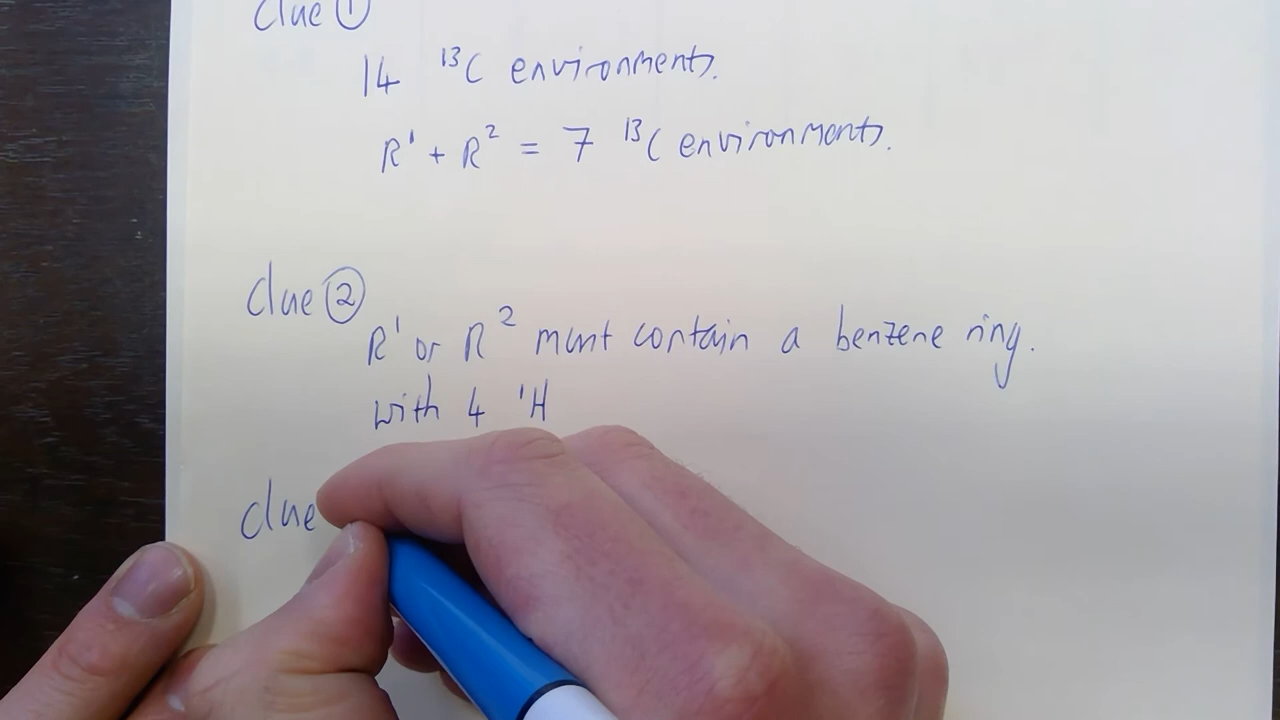 Clue ①
14 ¹³C environments.
R¹ + R² = 7 ¹³C environments.
Clue ②
R¹ or R² must contain a benzene ring.
with 4 ¹H
clue